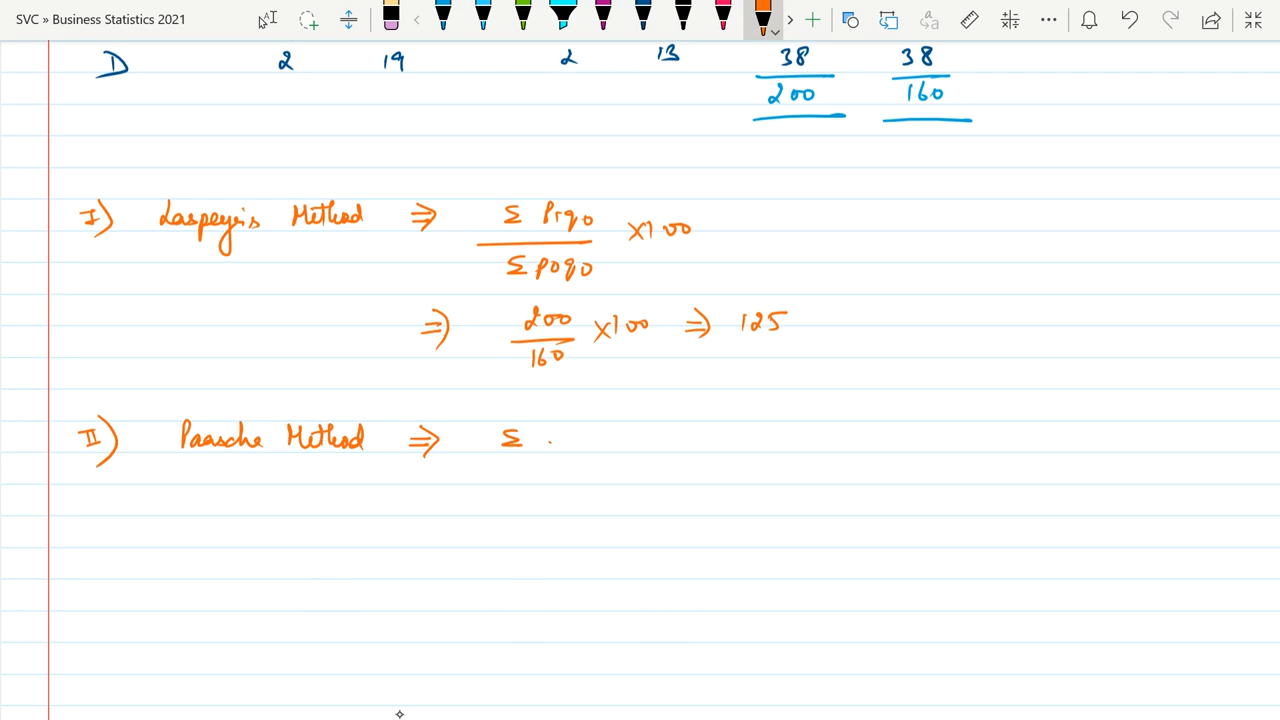 SVC » Business Statistics 2021
D 2 19 2 13 38 38
200 160
I) Laspeyeis Method ⇒ Σ P1q0 / Σ p0q0 ×100
⇒ 200/160 ×100 ⇒ 125
II) Paasche Method ⇒ Σ .